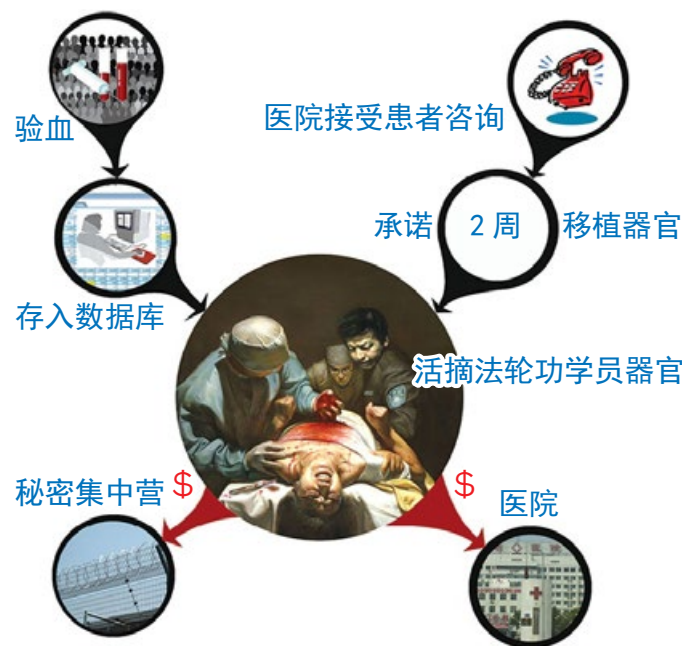 验血
医院接受患者咨询
承诺 2周 移植器官
存入数据库
活摘法轮功学员器官
秘密集中营 $
$
医院